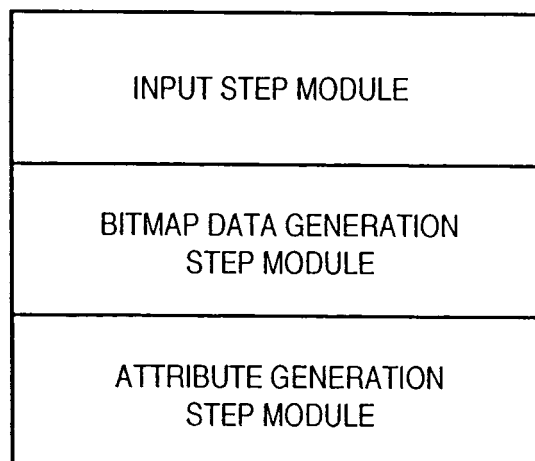 INPUT STEP MODULE
BITMAP DATA GENERATION
STEP MODULE
ATTRIBUTE GENERATION
STEP MODULE